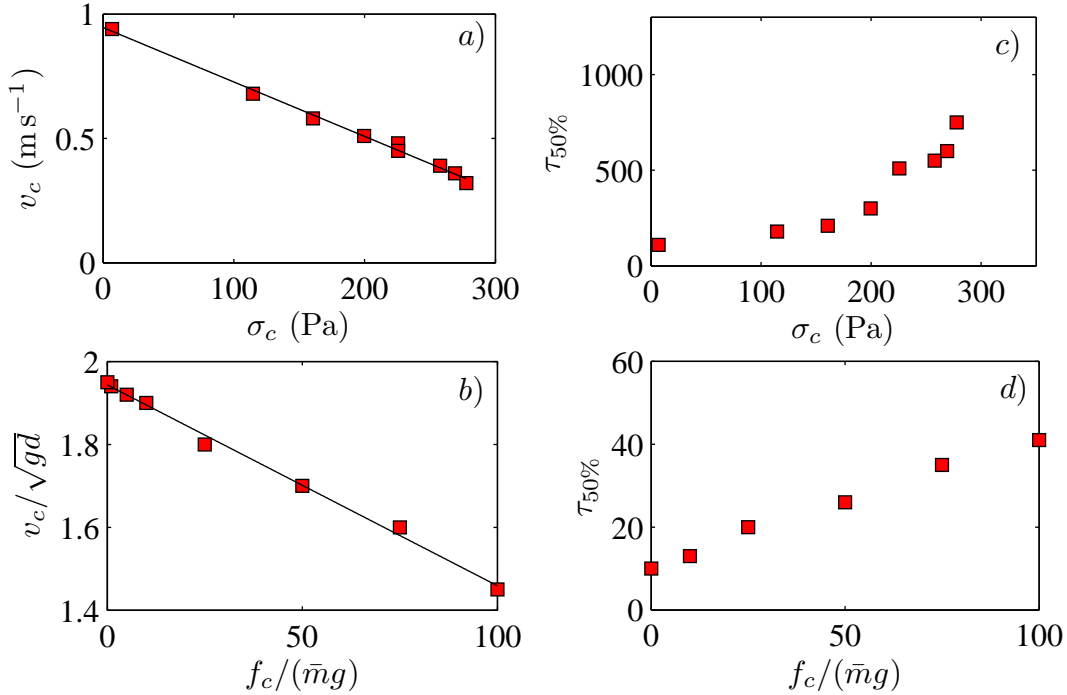 a)
1
0.5
0
0 100 200 300
v_c (m s⁻¹)
σ_c (Pa)
c)
1000
500
0
0 100 200 300
τ_50%
σ_c (Pa)
b)
2
1.8
1.6
1.4
0 50 100
v_c/√gd
f_c/(m̄g)
d)
60
40
20
0
0 50 100
τ_50%
f_c/(m̄g)